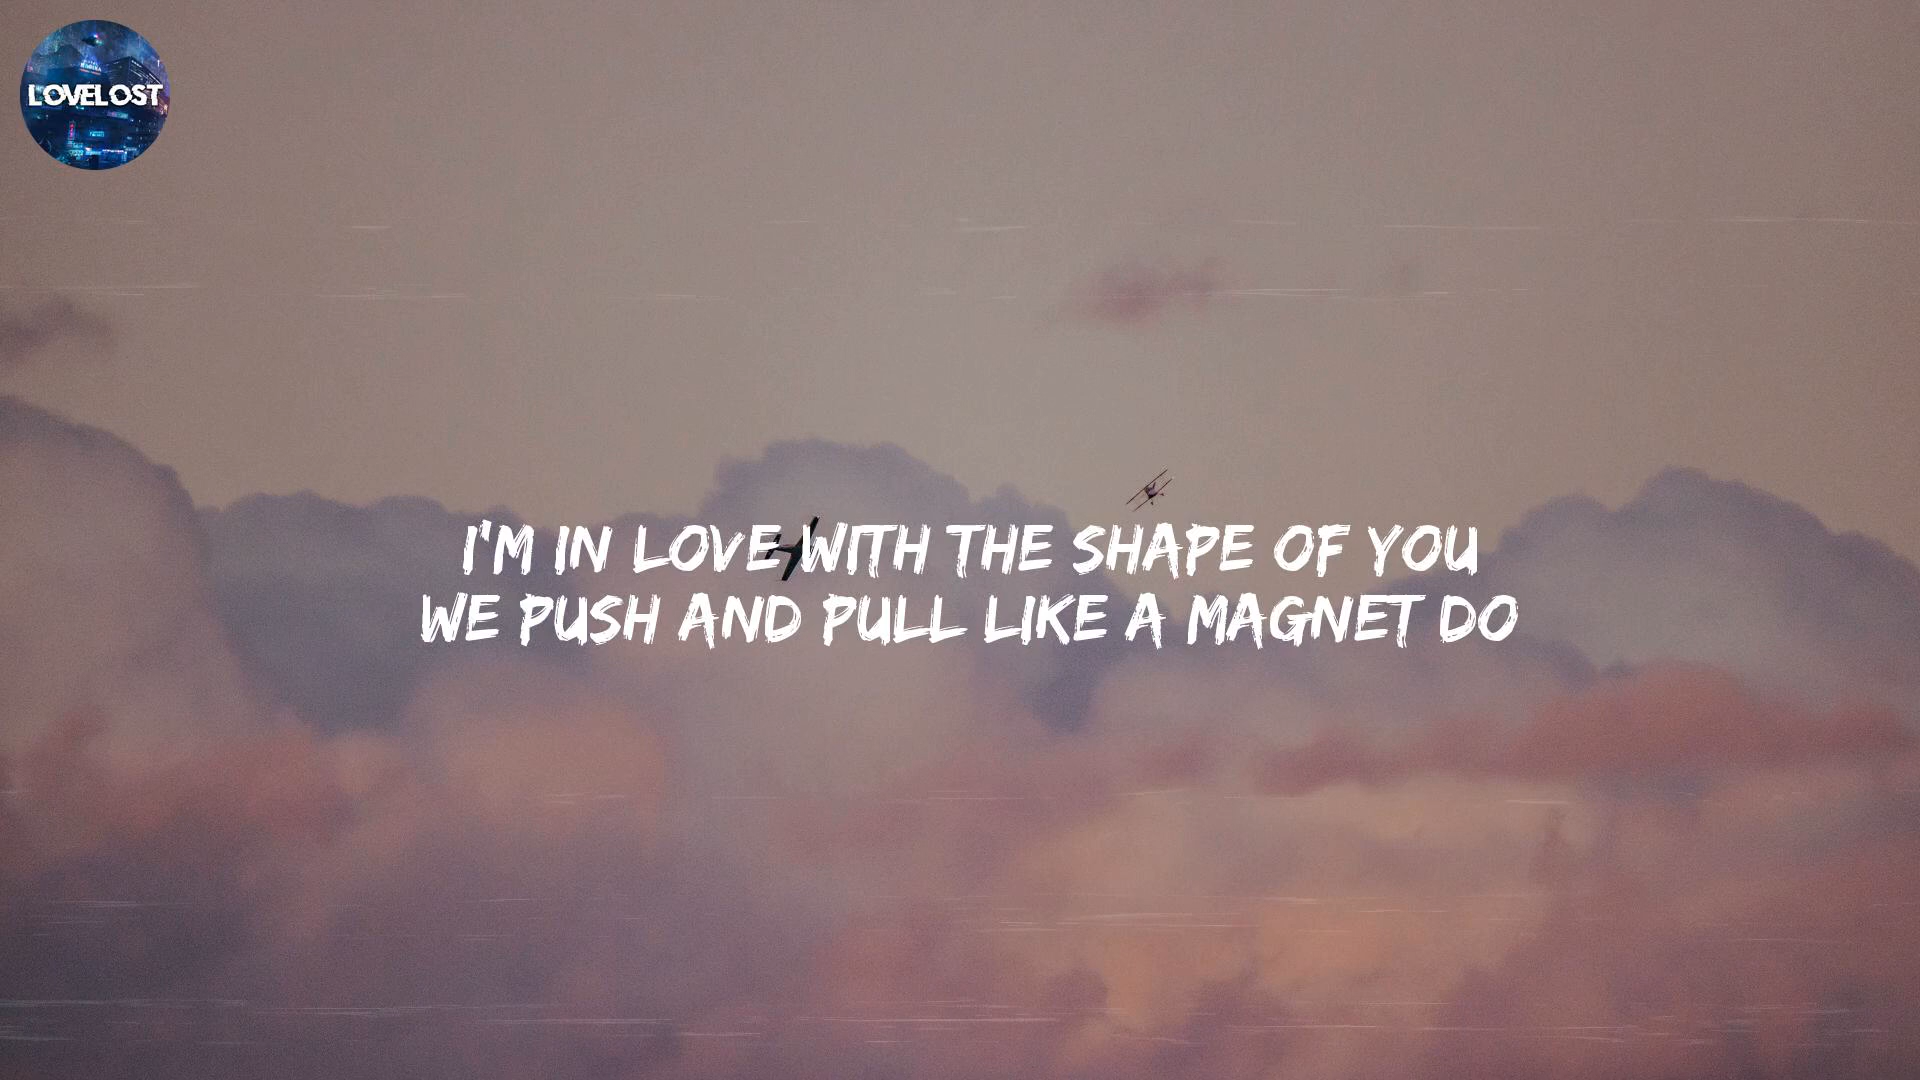 LOVELOST
I'M IN LOVE WITH THE SHAPE OF YOU
WE PUSH AND PULL LIKE A MAGNET DO